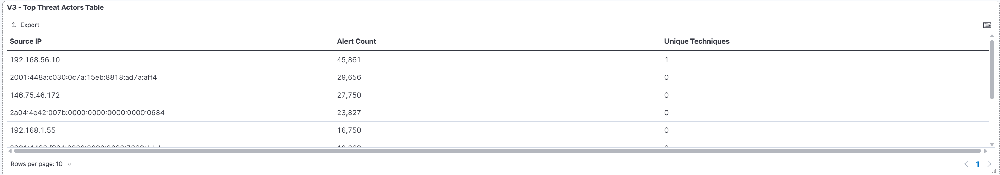 V3 - Top Threat Actors Table
Export
Source IP Alert Count Unique Techniques
192.168.56.10 45,861 1
2001:448a:c030:0c7a:15eb:8818:ad7a:aff4 29,656 0
146.75.46.172 27,750 0
2a04:4e42:007b:0000:0000:0000:0000:0684 23,827 0
192.168.1.55 16,750 0
Rows per page: 10
1